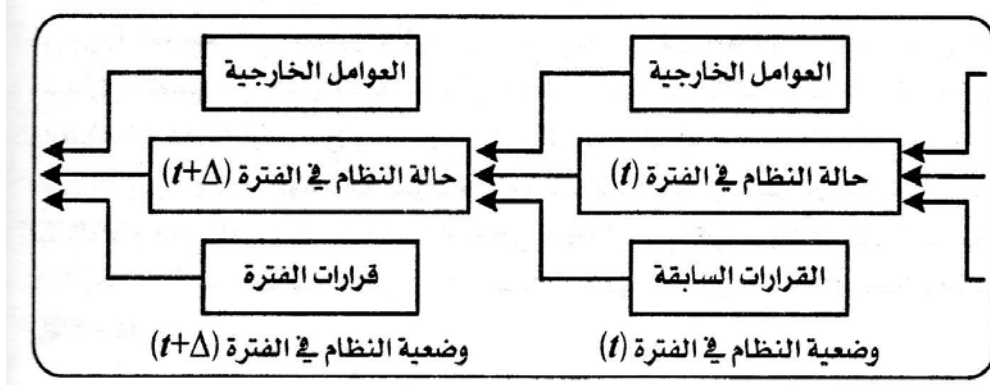 العوامل الخارجية
العوامل الخارجية
حالة النظام في الفترة (t)
حالة النظام في الفترة (t+Δ)
القرارات السابقة
قرارات الفترة
وضعية النظام في الفترة (t)
وضعية النظام في الفترة (t+Δ)